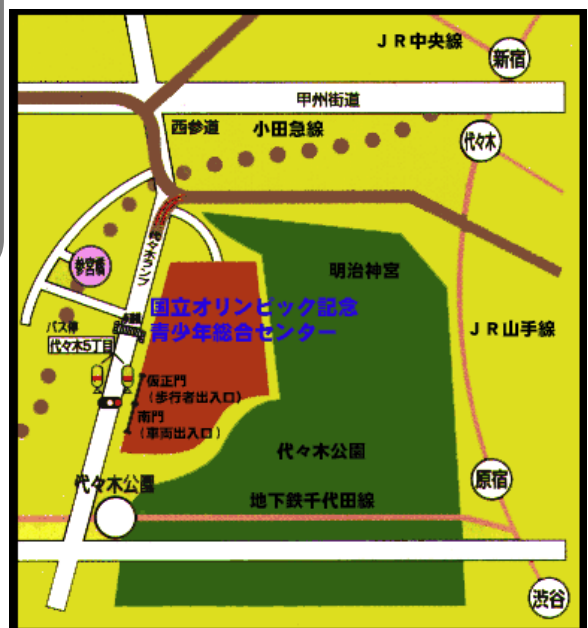 JR中央線
新宿
甲州街道
西参道
小田急線
代々木
代々木ランプ
参宮橋
明治神宮
国立オリンピック記念
青少年総合センター
JR山手線
バス停
代々木5丁目
仮正門
(歩行者出入口)
南門
(車両出入口)
代々木公園
代々木公園
原宿
地下鉄千代田線
渋谷